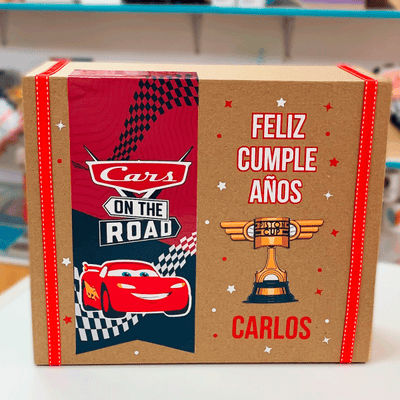 Cars
ON THE
ROAD
FELIZ
CUMPLE
AÑOS
PISTON
CUP
CARLOS